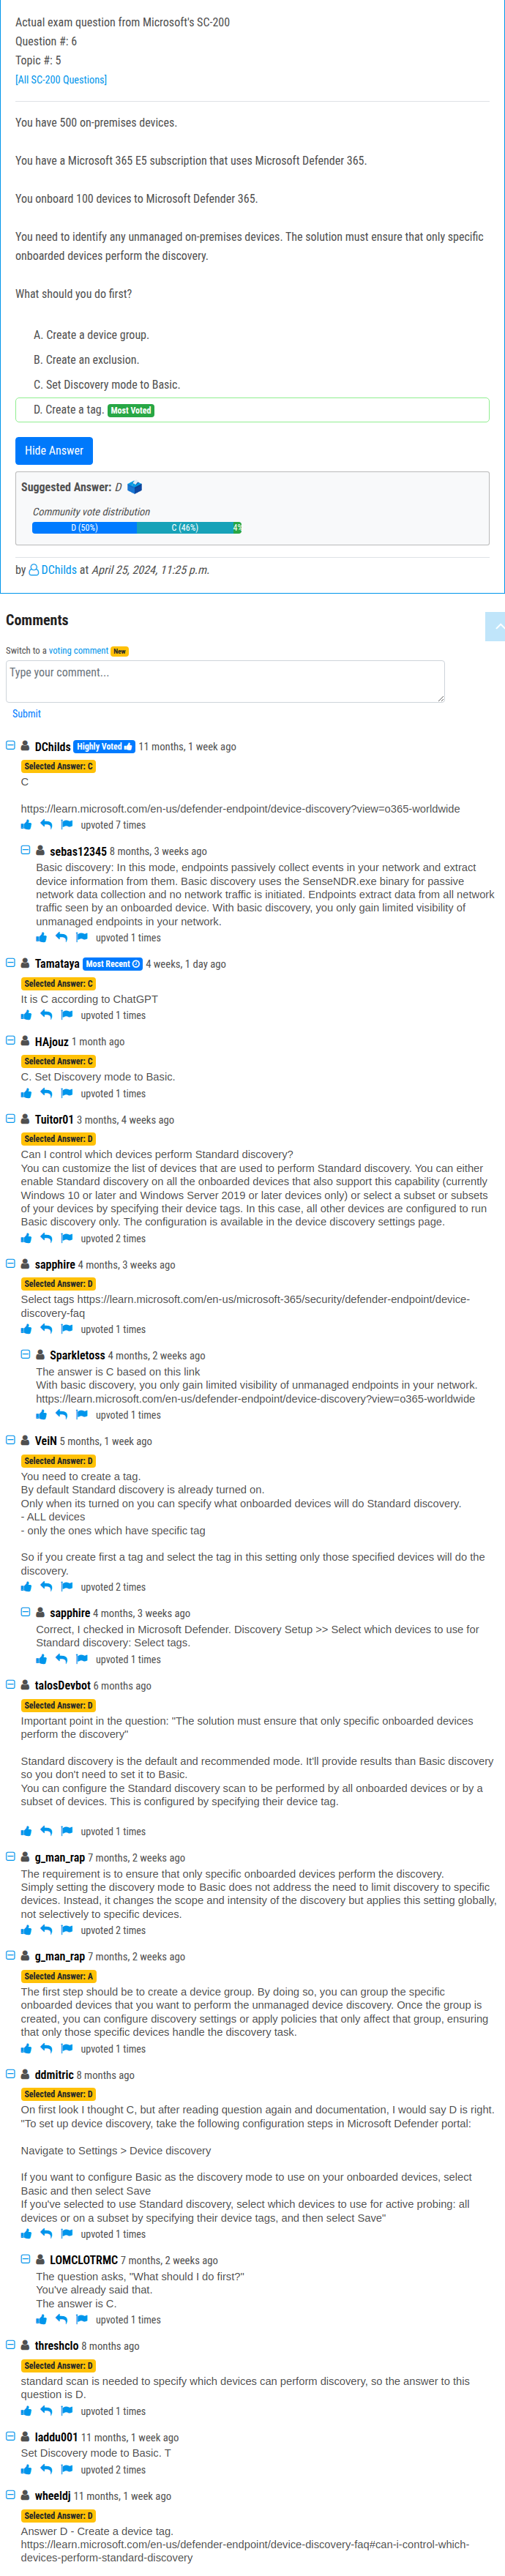 Actual exam question from Microsoft's SC-200
Question #: 6
Topic #: 5
[All SC-200 Questions]
You have 500 on-premises devices.
You have a Microsoft 365 E5 subscription that uses Microsoft Defender 365.
You onboard 100 devices to Microsoft Defender 365.
You need to identify any unmanaged on-premises devices. The solution must ensure that only specific
onboarded devices perform the discovery.
What should you do first?
A. Create a device group.
B. Create an exclusion.
C. Set Discovery mode to Basic.
D. Create a tag. Most Voted
Hide Answer
Suggested Answer: D
Community vote distribution
D (50%) C (46%) 4%
by DChilds at April 25, 2024, 11:25 p.m.
Comments
Switch to a voting comment New
Type your comment...
Submit
DChilds Highly Voted 11 months, 1 week ago
Selected Answer: C
C
https://learn.microsoft.com/en-us/defender-endpoint/device-discovery?view=o365-worldwide
upvoted 7 times
sebas12345 8 months, 3 weeks ago
Basic discovery: In this mode, endpoints passively collect events in your network and extract
device information from them. Basic discovery uses the SenseNDR.exe binary for passive
network data collection and no network traffic is initiated. Endpoints extract data from all network
traffic seen by an onboarded device. With basic discovery, you only gain limited visibility of
unmanaged endpoints in your network.
upvoted 1 times
Tamataya Most Recent 4 weeks, 1 day ago
Selected Answer: C
It is C according to ChatGPT
upvoted 1 times
HAjouz 1 month ago
Selected Answer: C
C. Set Discovery mode to Basic.
upvoted 1 times
Tuitor01 3 months, 4 weeks ago
Selected Answer: D
Can I control which devices perform Standard discovery?
You can customize the list of devices that are used to perform Standard discovery. You can either
enable Standard discovery on all the onboarded devices that also support this capability (currently
Windows 10 or later and Windows Server 2019 or later devices only) or select a subset or subsets
of your devices by specifying their device tags. In this case, all other devices are configured to run
Basic discovery only. The configuration is available in the device discovery settings page.
upvoted 2 times
sapphire 4 months, 3 weeks ago
Selected Answer: D
Select tags https://learn.microsoft.com/en-us/microsoft-365/security/defender-endpoint/device-
discovery-faq
upvoted 1 times
Sparkletoss 4 months, 2 weeks ago
The answer is C based on this link
With basic discovery, you only gain limited visibility of unmanaged endpoints in your network.
https://learn.microsoft.com/en-us/defender-endpoint/device-discovery?view=o365-worldwide
upvoted 1 times
VeiN 5 months, 1 week ago
Selected Answer: D
You need to create a tag.
By default Standard discovery is already turned on.
Only when its turned on you can specify what onboarded devices will do Standard discovery.
- ALL devices
- only the ones which have specific tag
So if you create first a tag and select the tag in this setting only those specified devices will do the
discovery.
upvoted 2 times
sapphire 4 months, 3 weeks ago
Correct, I checked in Microsoft Defender. Discovery Setup >> Select which devices to use for
Standard discovery: Select tags.
upvoted 1 times
talosDevbot 6 months ago
Selected Answer: D
Important point in the question: "The solution must ensure that only specific onboarded devices
perform the discovery"
Standard discovery is the default and recommended mode. It'll provide results than Basic discovery
so you don't need to set it to Basic.
You can configure the Standard discovery scan to be performed by all onboarded devices or by a
subset of devices. This is configured by specifying their device tag.
upvoted 1 times
g_man_rap 7 months, 2 weeks ago
The requirement is to ensure that only specific onboarded devices perform the discovery.
Simply setting the discovery mode to Basic does not address the need to limit discovery to specific
devices. Instead, it changes the scope and intensity of the discovery but applies this setting globally,
not selectively to specific devices.
upvoted 2 times
g_man_rap 7 months, 2 weeks ago
Selected Answer: A
The first step should be to create a device group. By doing so, you can group the specific
onboarded devices that you want to perform the unmanaged device discovery. Once the group is
created, you can configure discovery settings or apply policies that only affect that group, ensuring
that only those specific devices handle the discovery task.
upvoted 1 times
ddmitric 8 months ago
Selected Answer: D
On first look I thought C, but after reading question again and documentation, I would say D is right.
"To set up device discovery, take the following configuration steps in Microsoft Defender portal:
Navigate to Settings > Device discovery
If you want to configure Basic as the discovery mode to use on your onboarded devices, select
Basic and then select Save
If you've selected to use Standard discovery, select which devices to use for active probing: all
devices or on a subset by specifying their device tags, and then select Save"
upvoted 1 times
LOMCLOTRMC 7 months, 2 weeks ago
The question asks, "What should I do first?"
You've already said that.
The answer is C.
upvoted 1 times
threshclo 8 months ago
Selected Answer: D
standard scan is needed to specify which devices can perform discovery, so the answer to this
question is D.
upvoted 1 times
laddu001 11 months, 1 week ago
Set Discovery mode to Basic. T
upvoted 2 times
wheeldj 11 months, 1 week ago
Selected Answer: D
Answer D - Create a device tag.
https://learn.microsoft.com/en-us/defender-endpoint/device-discovery-faq#can-i-control-which-
devices-perform-standard-discovery